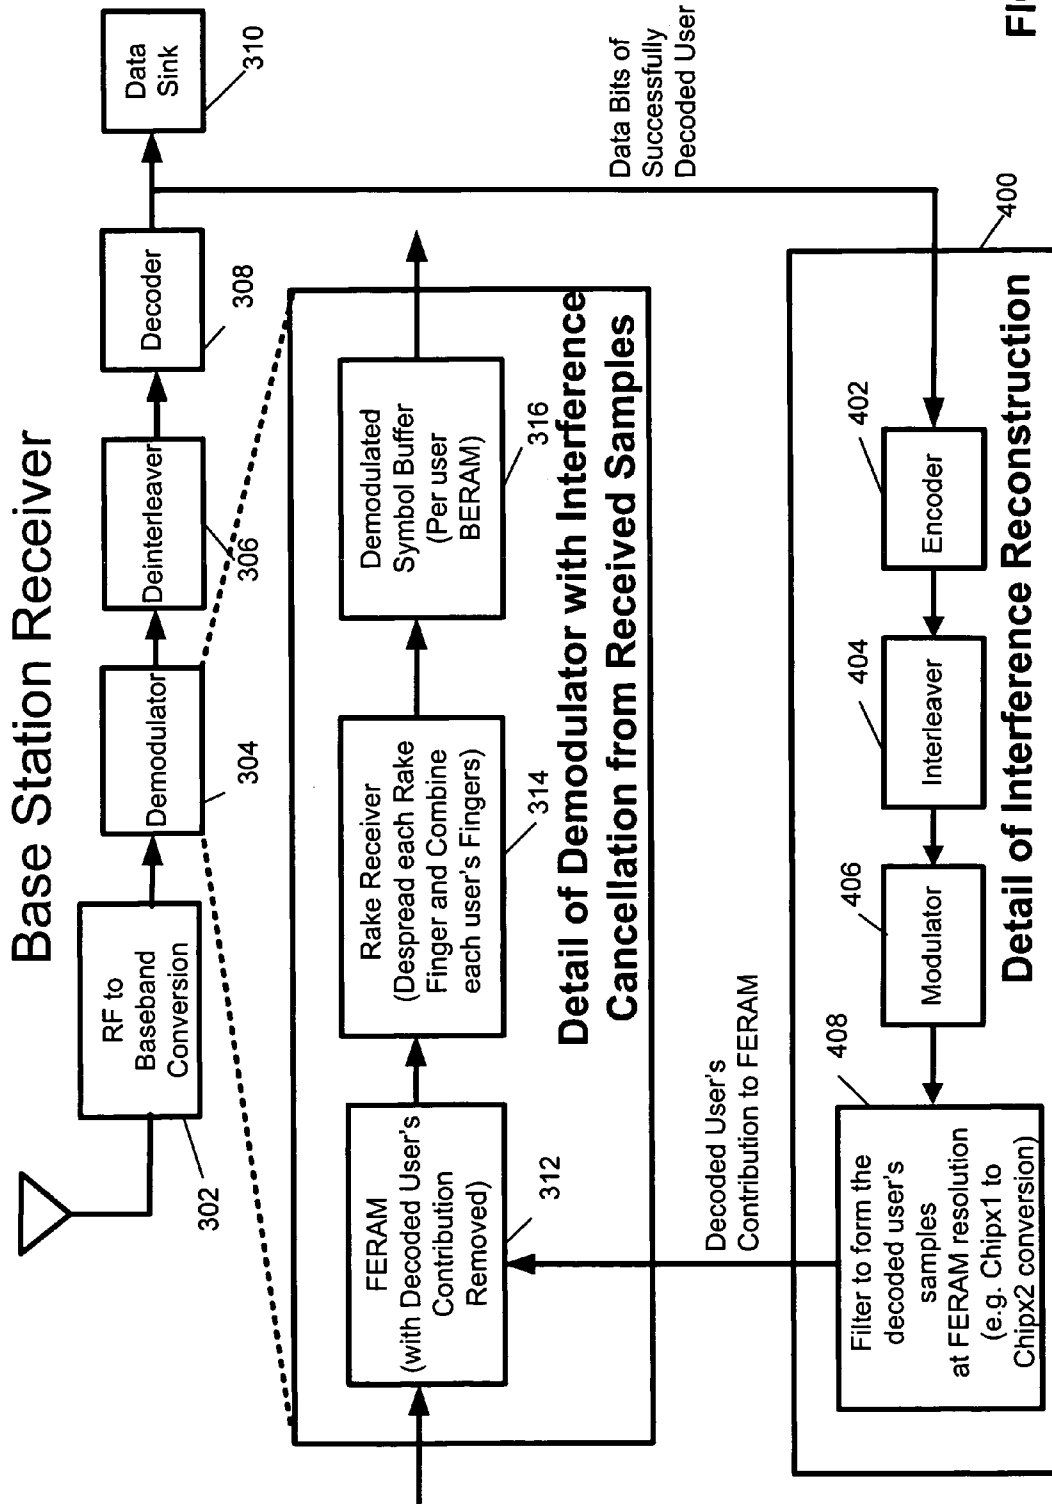 Base Station Receiver
RF to
Baseband
Conversion
302
Demodulator
304
Deinterleaver
306
Decoder
308
Data
Sink
310
FERAM
(with Decoded User's
Contribution
Removed)
312
Rake Receiver
(Despread each Rake
Finger and Combine
each user's Fingers)
314
Demodulated
Symbol Buffer
(Per user
BERAM)
316
Detail of Demodulator with Interference
Cancellation from Received Samples
Data Bits of
Successfully
Decoded User
Decoded User's
Contribution to FERAM
400
Encoder
402
Interleaver
404
Modulator
406
Filter to form the
decoded user's
samples
at FERAM resolution
(e.g. Chipx1 to
Chipx2 conversion)
408
Detail of Interference Reconstruction